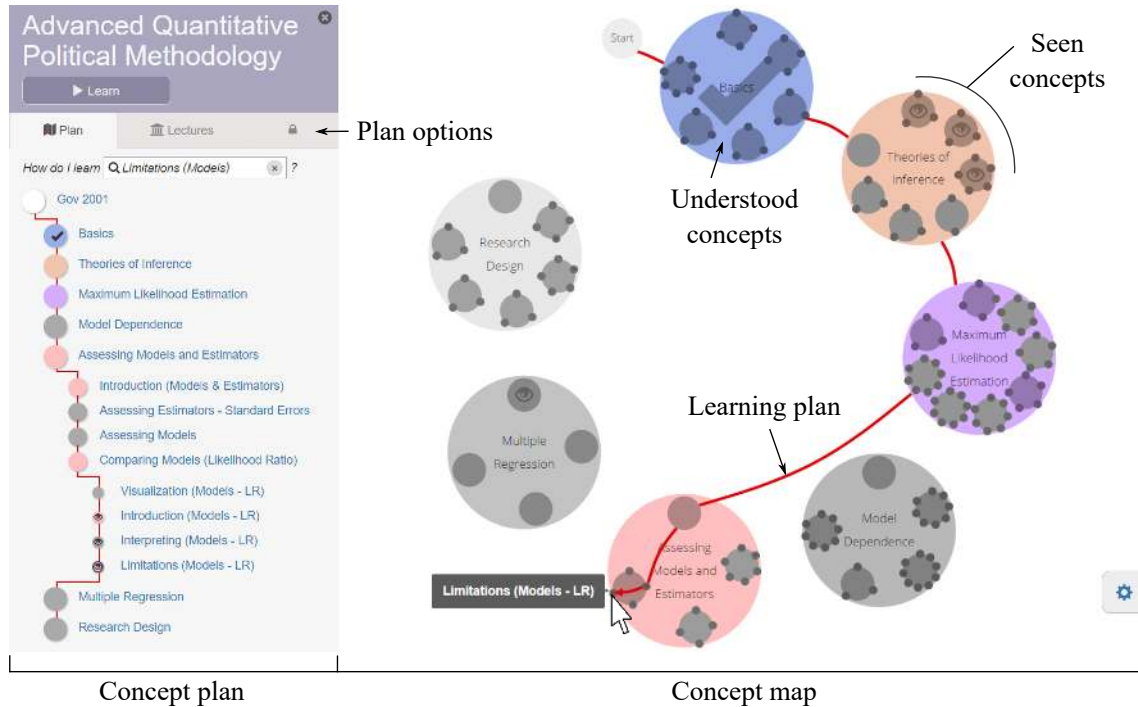 Advanced Quantitative
Political Methodology
Learn
Plan
Lectures
How do I learn Limitations (Models) × ?
Gov 2001
Basics
Theories of Inference
Maximum Likelihood Estimation
Model Dependence
Assessing Models and Estimators
Introduction (Models & Estimators)
Assessing Estimators - Standard Errors
Assessing Models
Comparing Models (Likelihood Ratio)
Visualization (Models - LR)
Introduction (Models - LR)
Interpreting (Models - LR)
Limitations (Models - LR)
Multiple Regression
Research Design
Concept plan
Plan options
Start
Basics
Understood
concepts
Seen
concepts
Theories of
Inference
Research
Design
Maximum
Likelihood
Estimation
Learning plan
Multiple
Regression
Model
Dependence
Assessing
Models and
Estimators
Limitations (Models - LR)
Concept map